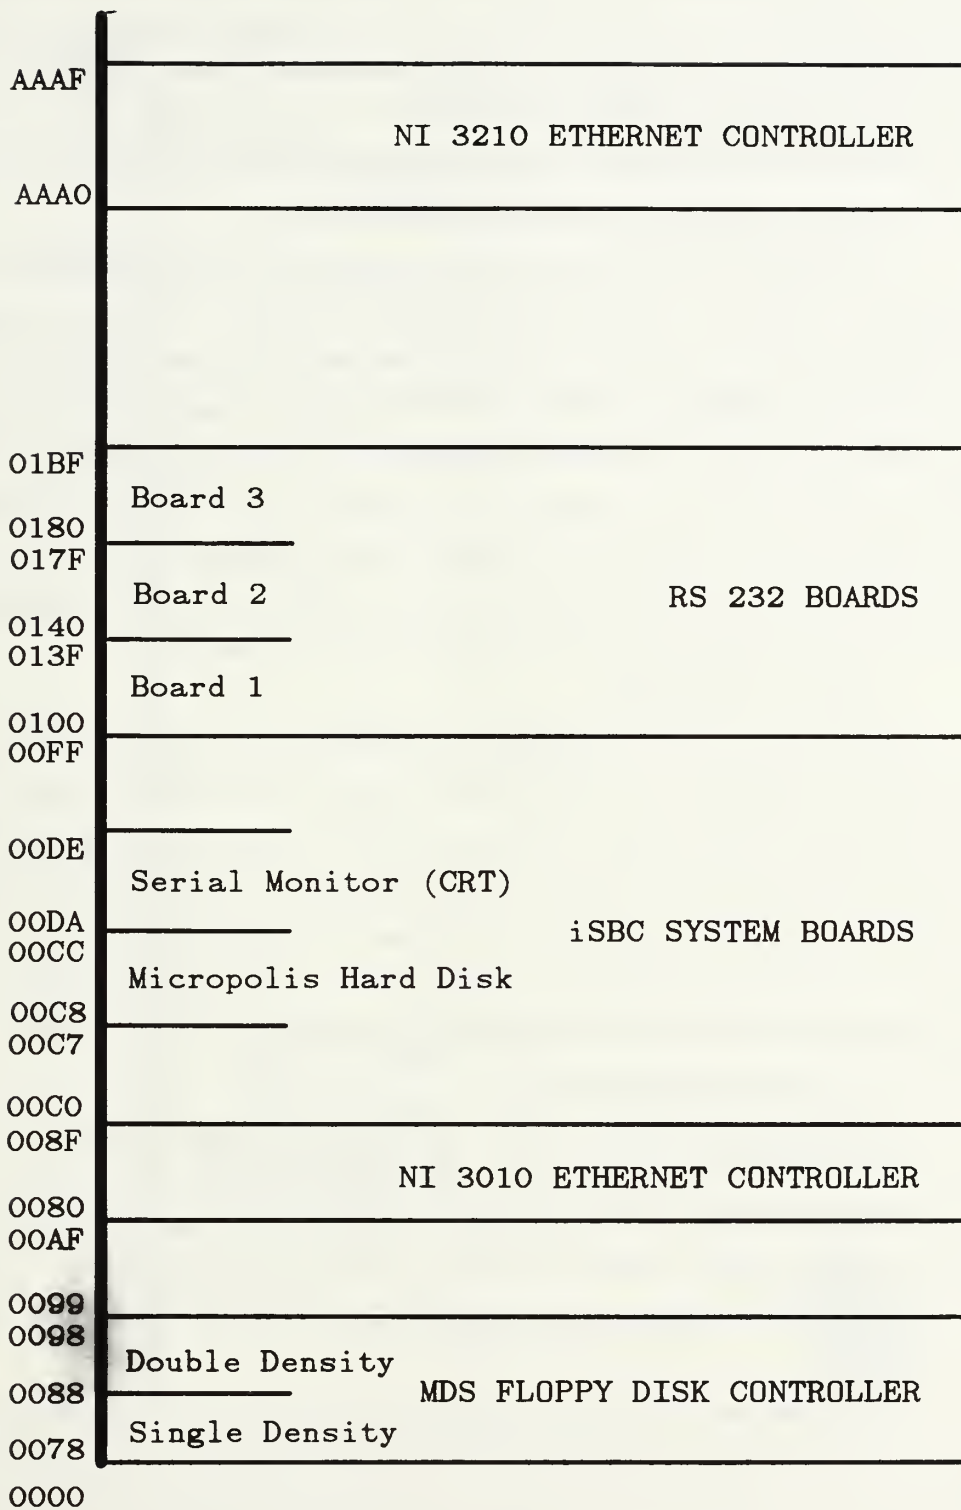 AAAF
NI 3210 ETHERNET CONTROLLER
AAA0
01BF
Board 3
0180
017F
Board 2
RS 232 BOARDS
0140
013F
Board 1
0100
00FF
00DE
Serial Monitor (CRT)
00DA
iSBC SYSTEM BOARDS
00CC
Micropolis Hard Disk
00C8
00C7
00C0
008F
NI 3010 ETHERNET CONTROLLER
0080
00AF
0099
0098
Double Density
0088
MDS FLOPPY DISK CONTROLLER
Single Density
0078
0000